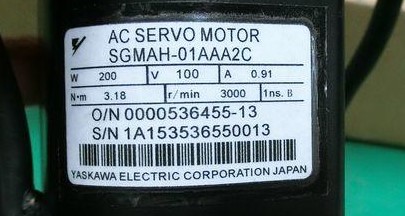 AC SERVO MOTOR
SGMAH-01AAA2C
W 200 V 100 A 0.91
N·m 3.18 r/min 3000 1ns. B
O/N 0000536455-13
S/N 1A153536550013
YASKAWA ELECTRIC CORPORATION JAPAN